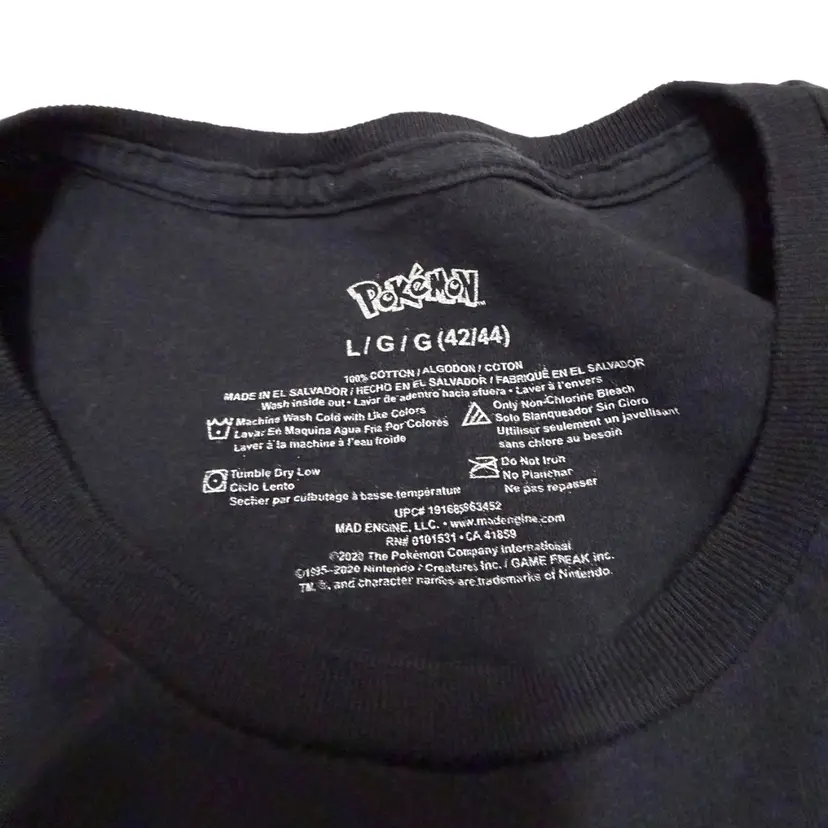 POKéMON™
L / G / G (42/44)
100% COTTON / ALGODON / COTON
MADE IN EL SALVADOR / HECHO EN EL SALVADOR / FABRIQUÉ EN EL SALVADOR
Wash inside out • Lavar de adentro hacia afuera • Laver à l'envers
Machine Wash Cold with Like Colors
Lavar En Maquina Agua Fria Por Colores
Laver à la machine à l'eau froide
Only Non-Chlorine Bleach
Solo Blanqueador Sin Cloro
Utiliser seulement un javellisant
sans chlore au besoin
Tumble Dry Low
Ciclo Lento
Sécher par culbutage à basse température
Do Not Iron
No Planchar
Ne pas repasser
UPC# 191685963452
MAD ENGINE, LLC. • www.madengine.com
RN# 0101531 • CA 41859
©2020 The Pokémon Company International
©1995–2020 Nintendo / Creatures Inc. / GAME FREAK inc.
TM, ®, and character names are trademarks of Nintendo.